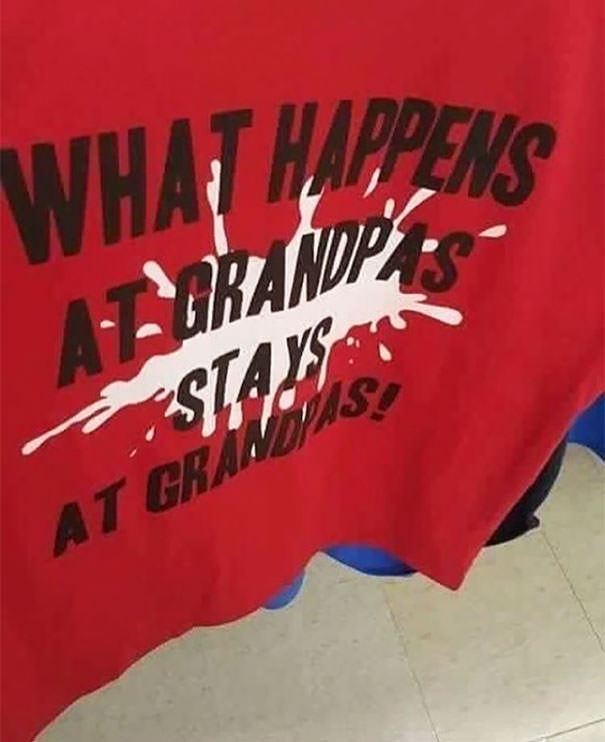 WHAT HAPPENS
AT GRANDPAS
STAYS
AT GRANDPAS!